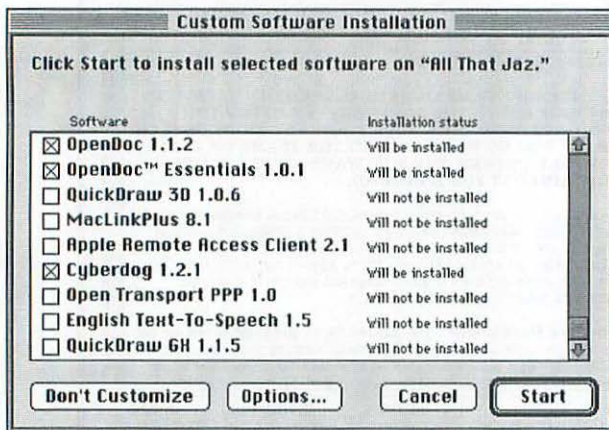 Custom Software Installation
Click Start to install selected software on “All That Jaz.”
Software Installation status
OpenDoc 1.1.2 Will be installed
OpenDoc™ Essentials 1.0.1 Will be installed
QuickDraw 3D 1.0.6 Will not be installed
MacLinkPlus 8.1 Will not be installed
Apple Remote Access Client 2.1 Will not be installed
Cyberdog 1.2.1 Will be installed
Open Transport PPP 1.0 Will not be installed
English Text-To-Speech 1.5 Will not be installed
QuickDraw GX 1.1.5 Will not be installed
Don't Customize Options... Cancel Start